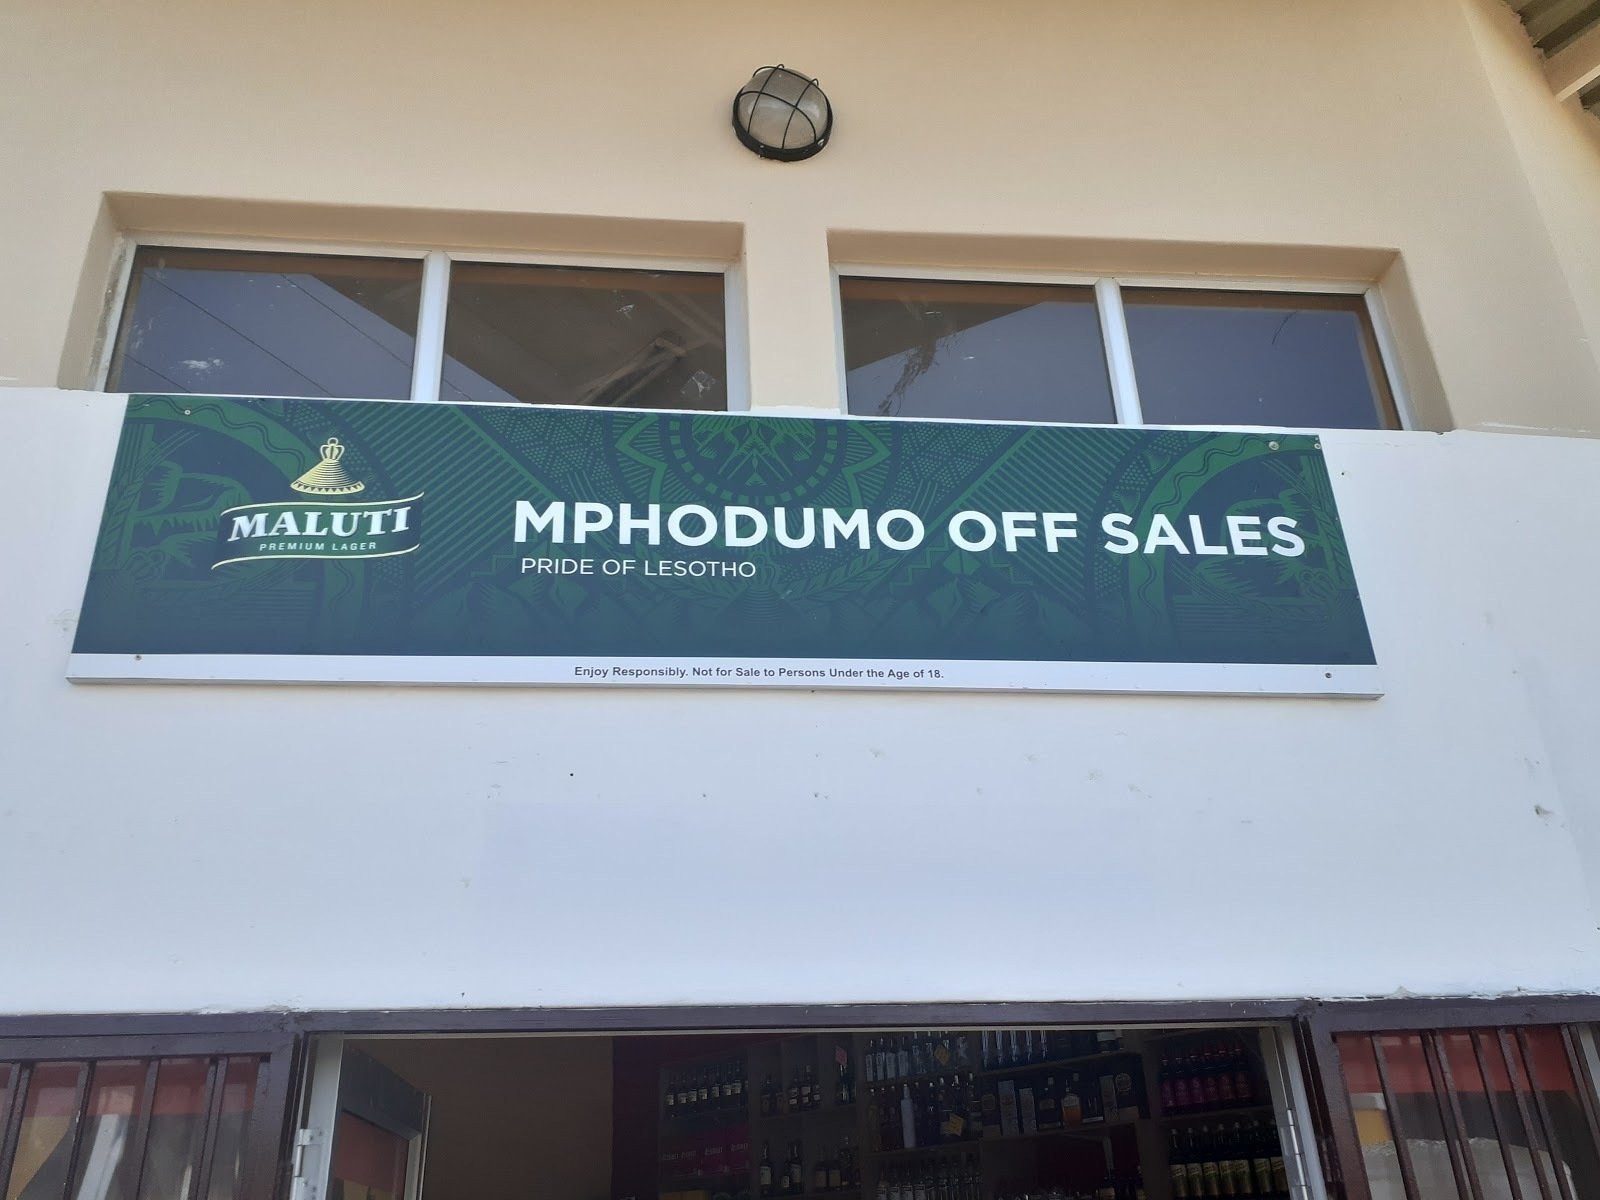 MALUTI
PREMIUM LAGER
MPHODUMO OFF SALES
PRIDE OF LESOTHO
Enjoy Responsibly. Not for Sale to Persons Under the Age of 18.